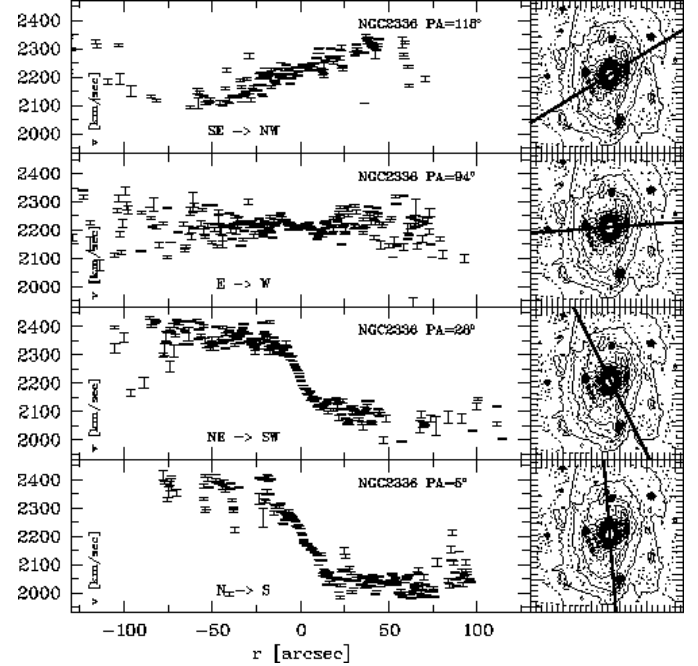 2400
2300
2200
2100
2000
v [km/sec]
NGC2336 PA=118°
SE -> NW
2400
2300
2200
2100
2000
v [km/sec]
NGC2336 PA=94°
E -> W
2400
2300
2200
2100
2000
v [km/sec]
NGC2336 PA=28°
NE -> SW
2400
2300
2200
2100
2000
v [km/sec]
NGC2336 PA=5°
N -> S
-100 -50 0 50 100
r [arcsec]